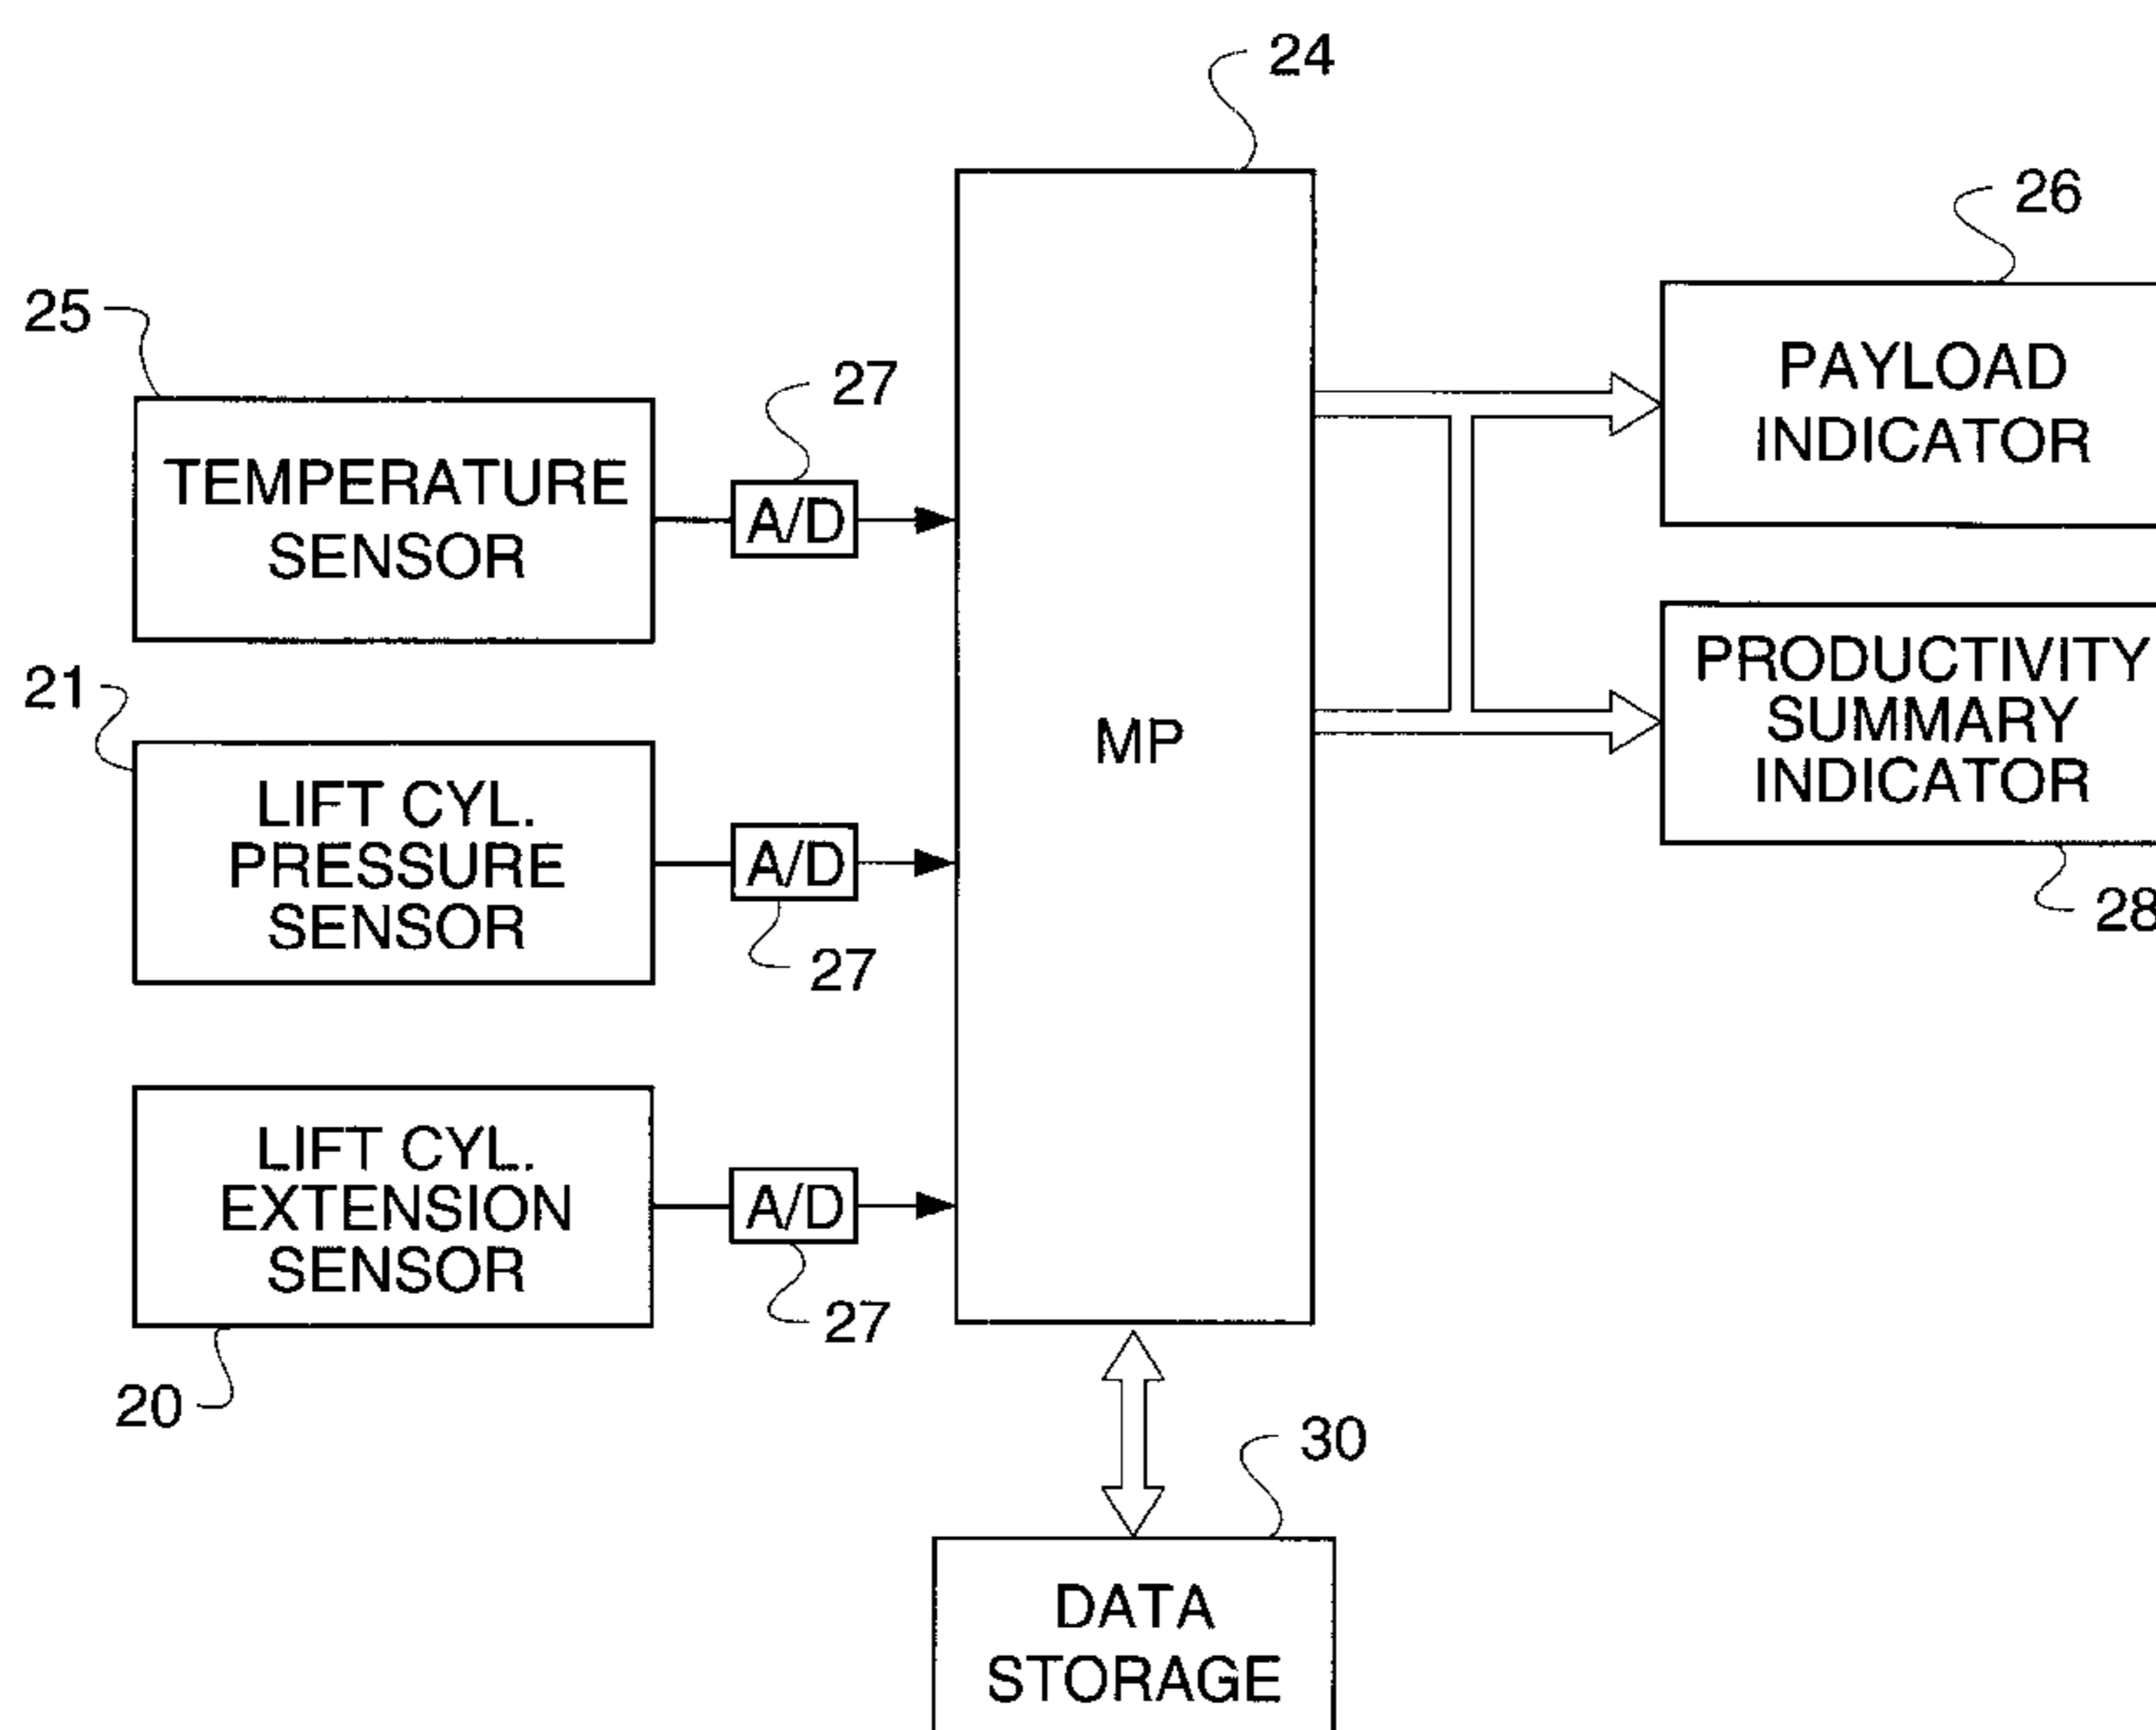 24
26
25
27
TEMPERATURE
SENSOR
A/D
PAYLOAD
INDICATOR
21
LIFT CYL.
PRESSURE
SENSOR
A/D
27
MP
PRODUCTIVITY
SUMMARY
INDICATOR
28
LIFT CYL.
EXTENSION
SENSOR
A/D
27
20
30
DATA
STORAGE